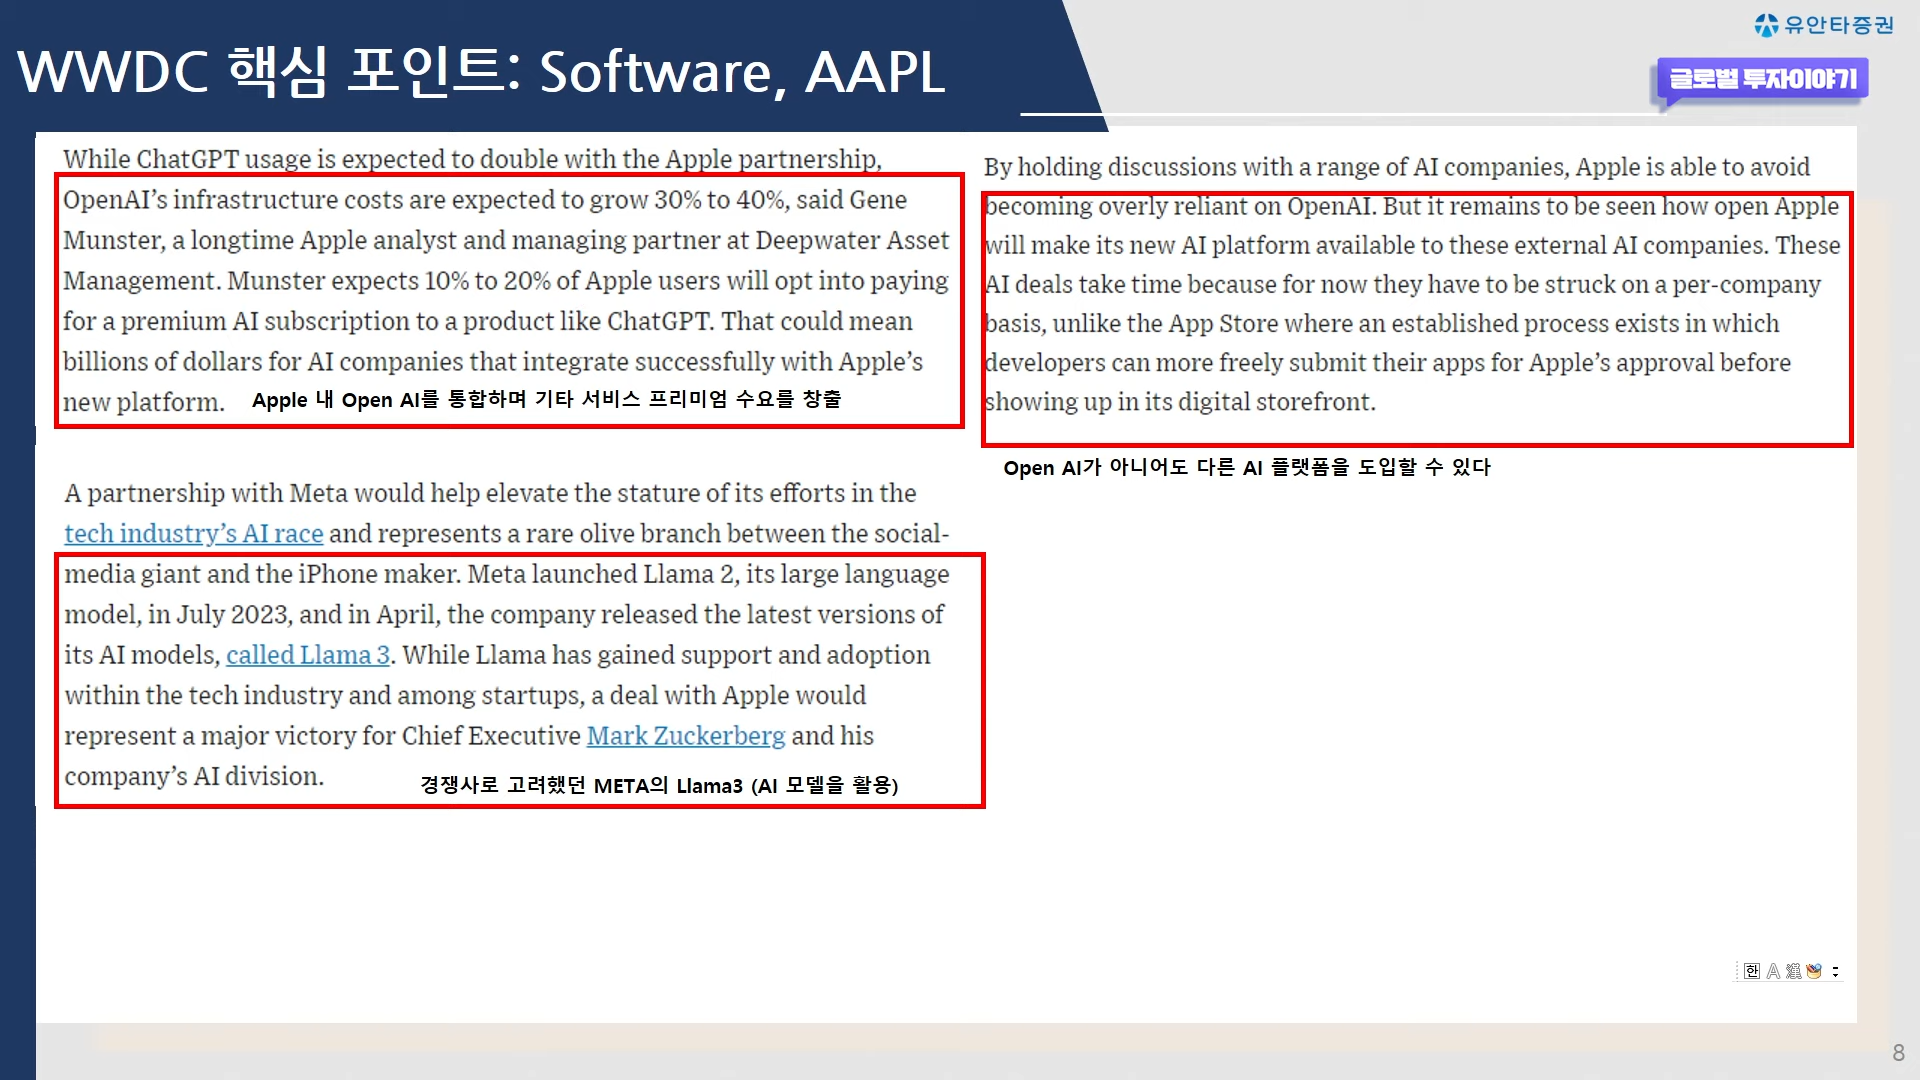 유안타증권
WWDC 핵심 포인트: Software, AAPL
글로벌 투자이야기
While ChatGPT usage is expected to double with the Apple partnership,
OpenAI’s infrastructure costs are expected to grow 30% to 40%, said Gene
Munster, a longtime Apple analyst and managing partner at Deepwater Asset
Management. Munster expects 10% to 20% of Apple users will opt into paying
for a premium AI subscription to a product like ChatGPT. That could mean
billions of dollars for AI companies that integrate successfully with Apple’s
new platform.
Apple 내 Open AI를 통합하며 기타 서비스 프리미엄 수요를 창출
A partnership with Meta would help elevate the stature of its efforts in the
tech industry’s AI race and represents a rare olive branch between the social-
media giant and the iPhone maker. Meta launched Llama 2, its large language
model, in July 2023, and in April, the company released the latest versions of
its AI models, called Llama 3. While Llama has gained support and adoption
within the tech industry and among startups, a deal with Apple would
represent a major victory for Chief Executive Mark Zuckerberg and his
company’s AI division.
경쟁사로 고려했던 META의 Llama3 (AI 모델을 활용)
By holding discussions with a range of AI companies, Apple is able to avoid
becoming overly reliant on OpenAI. But it remains to be seen how open Apple
will make its new AI platform available to these external AI companies. These
AI deals take time because for now they have to be struck on a per-company
basis, unlike the App Store where an established process exists in which
developers can more freely submit their apps for Apple’s approval before
showing up in its digital storefront.
Open AI가 아니어도 다른 AI 플랫폼을 도입할 수 있다
한 A 漢
8